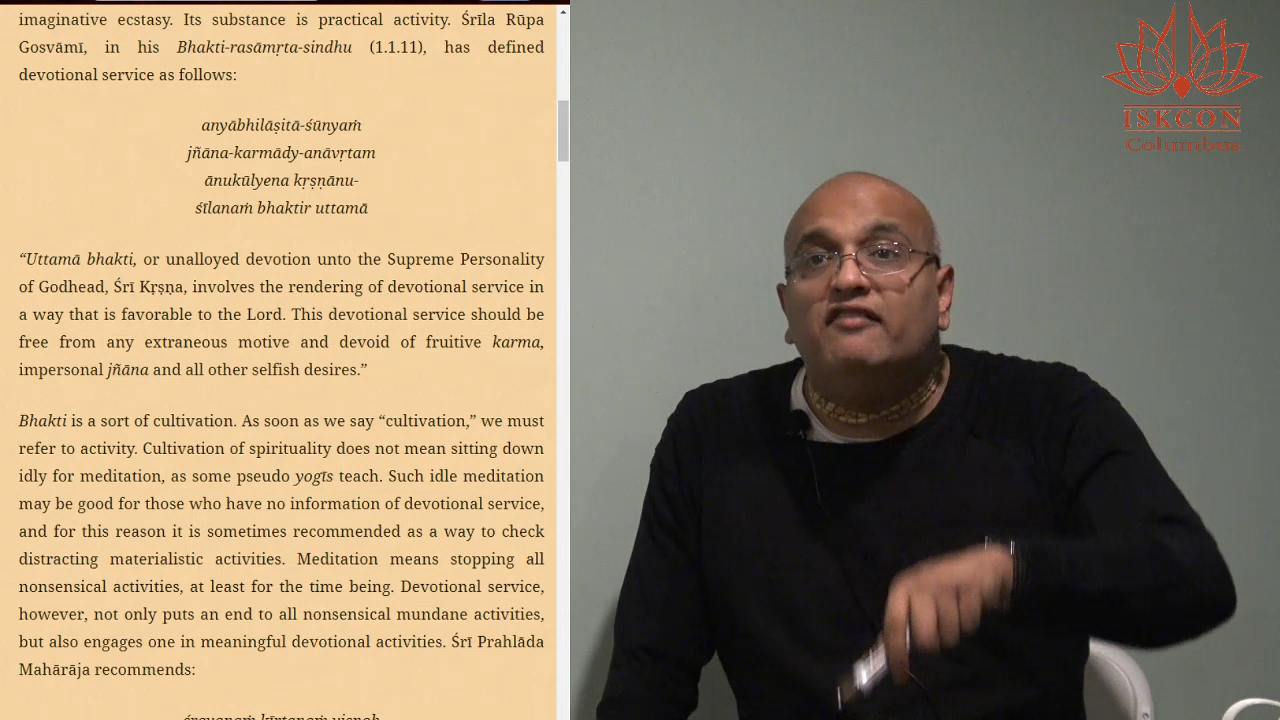 imaginative ecstasy. Its substance is practical activity. Śrīla Rūpa
Gosvāmī, in his Bhakti-rasāmṛta-sindhu (1.1.11), has defined
devotional service as follows:
anyābhilāṣitā-śūnyaṁ
jñāna-karmādy-anāvṛtam
ānukūlyena kṛṣṇānu-
śīlanaṁ bhaktir uttamā
“Uttamā bhakti, or unalloyed devotion unto the Supreme Personality
of Godhead, Śrī Kṛṣṇa, involves the rendering of devotional service in
a way that is favorable to the Lord. This devotional service should be
free from any extraneous motive and devoid of fruitive karma,
impersonal jñāna and all other selfish desires.”
Bhakti is a sort of cultivation. As soon as we say “cultivation,” we must
refer to activity. Cultivation of spirituality does not mean sitting down
idly for meditation, as some pseudo yogīs teach. Such idle meditation
may be good for those who have no information of devotional service,
and for this reason it is sometimes recommended as a way to check
distracting materialistic activities. Meditation means stopping all
nonsensical activities, at least for the time being. Devotional service,
however, not only puts an end to all nonsensical mundane activities,
but also engages one in meaningful devotional activities. Śrī Prahlāda
Mahārāja recommends:
śravaṇaṁ kīrtanaṁ viṣṇoḥ
ISKCON
Columbus